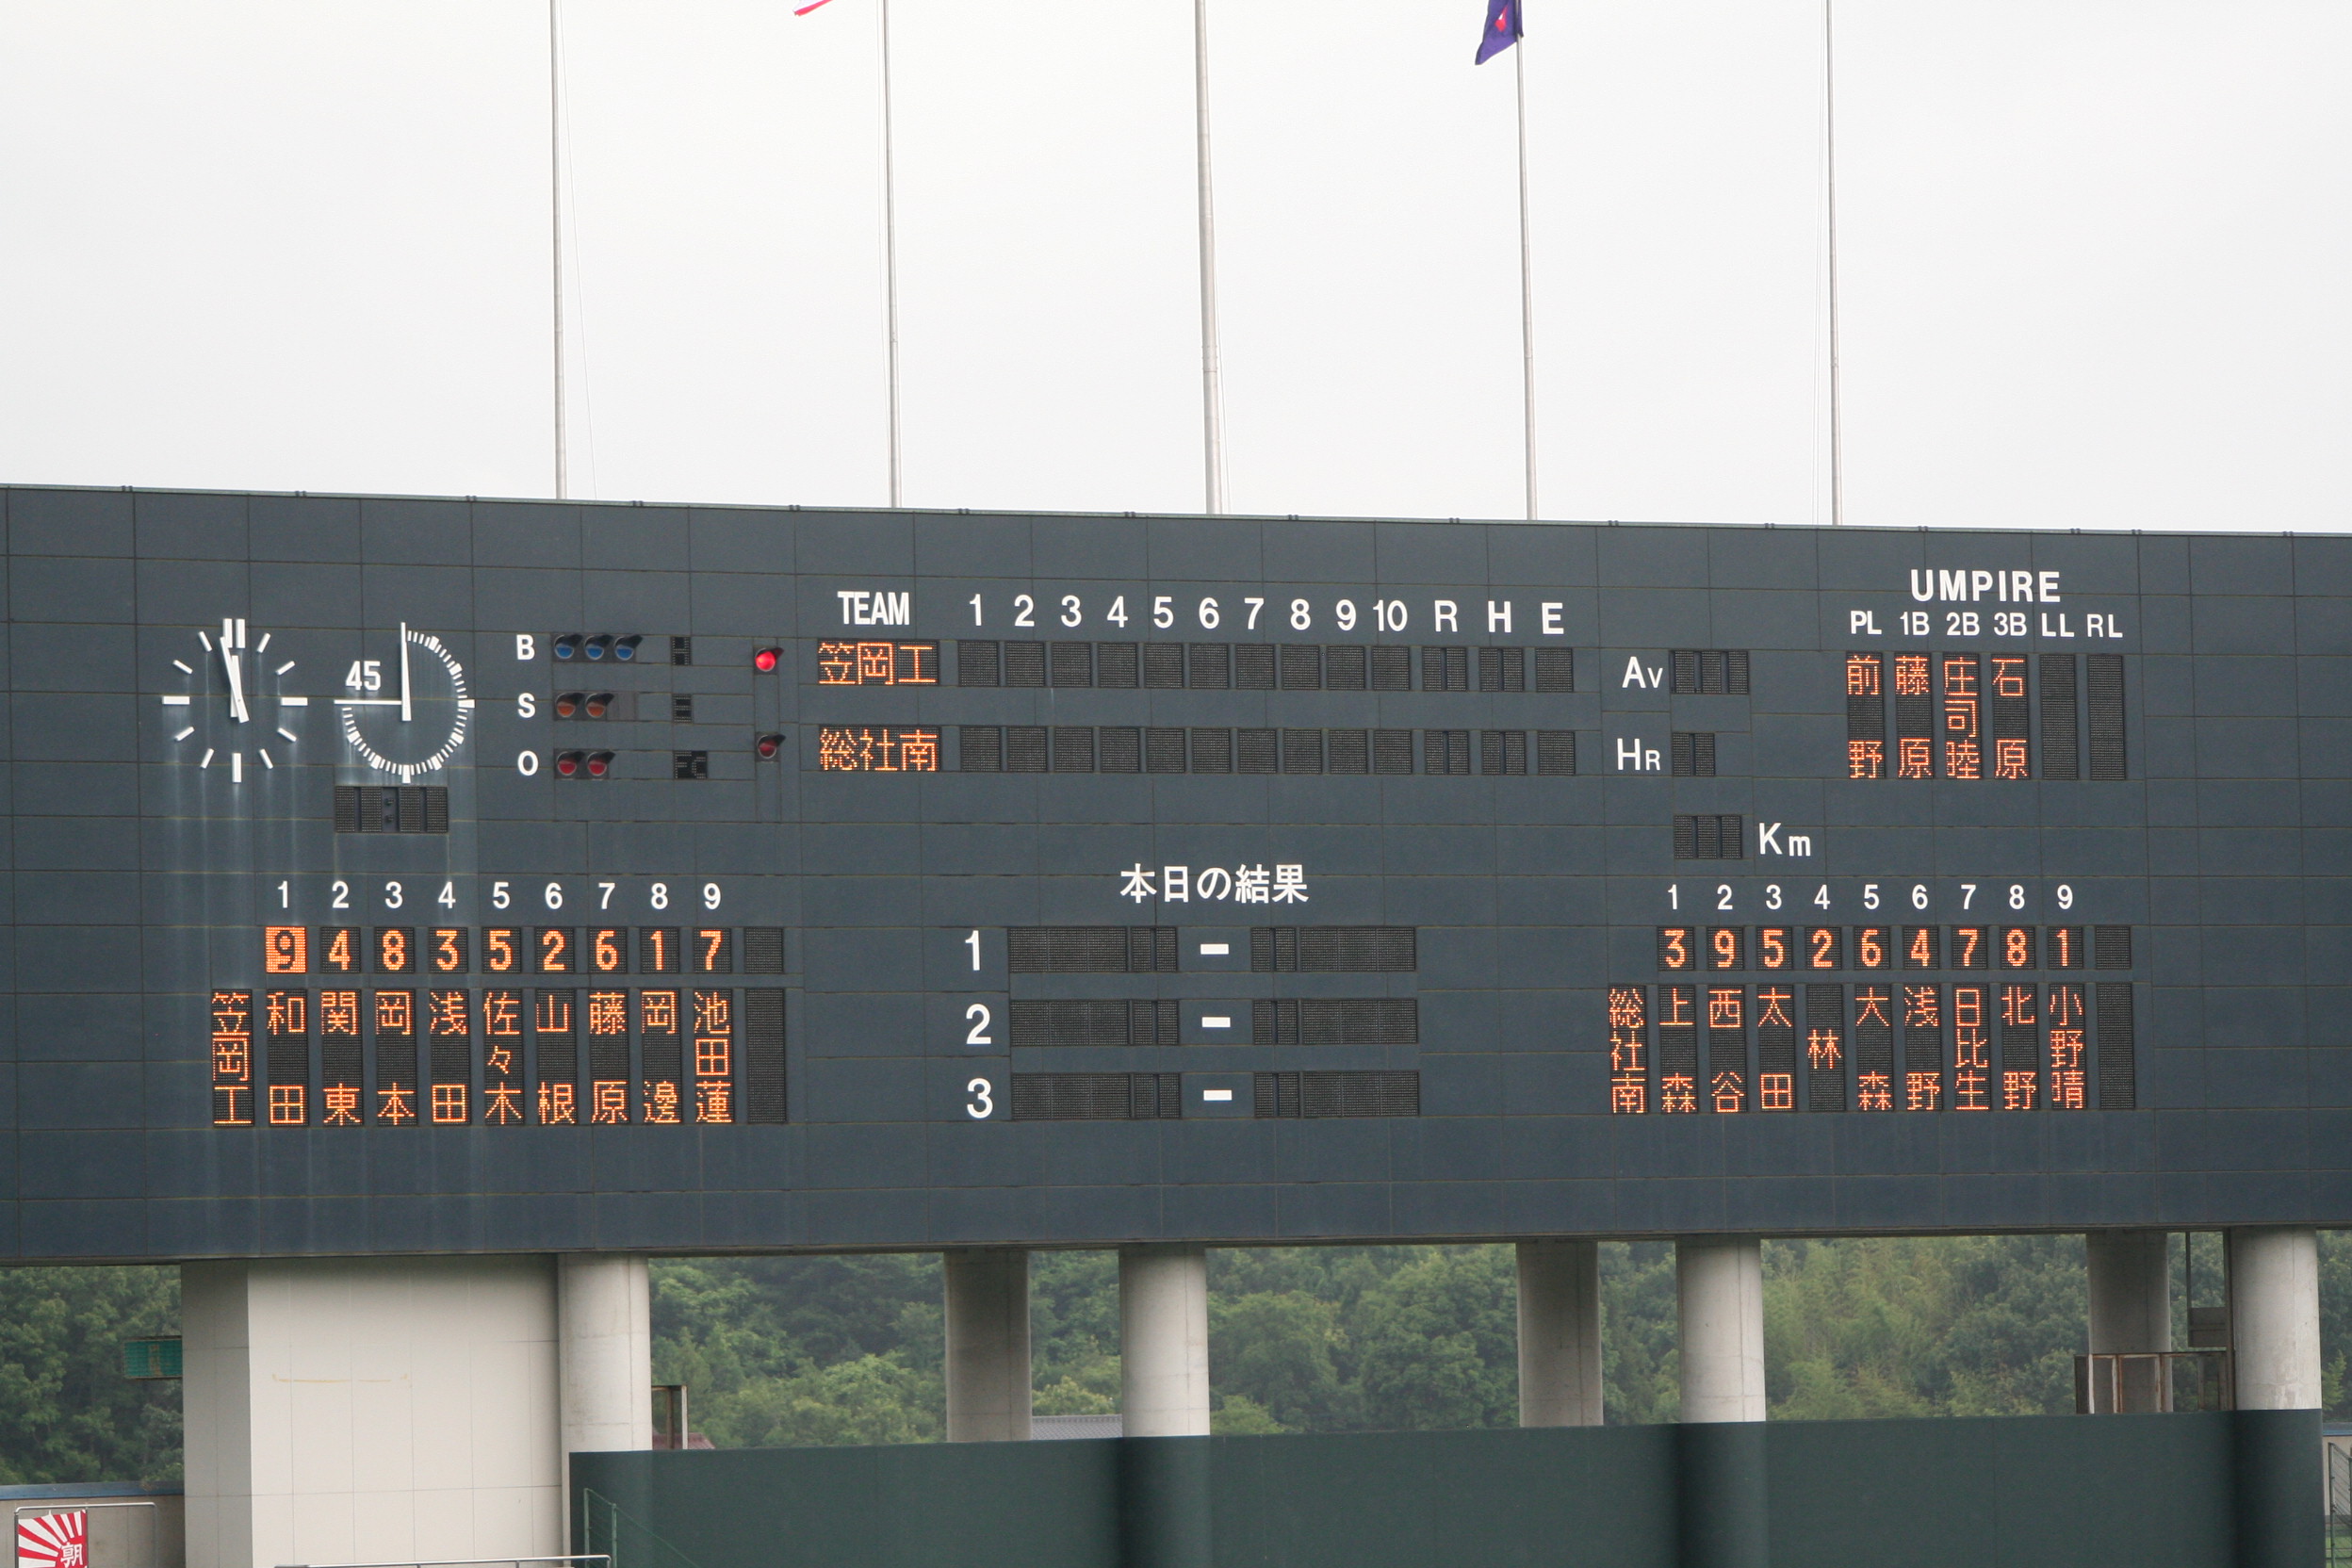 UMPIRE
TEAM 1 2 3 4 5 6 7 8 9 10 R H E
PL 1B 2B 3B LL RL
45
B
H
笠岡工
Av
前野
藤原
庄司睦
石原
S
E
総社南
HR
O
FC
Km
本日の結果
1 2 3 4 5 6 7 8 9
9 4 8 3 5 2 6 1 7
笠岡工
和田
関東
岡本
浅田
佐々木
山根
藤原
岡邊
池田蓮
1 -
2 -
3 -
1 2 3 4 5 6 7 8 9
3 9 5 2 6 4 7 8 1
総社南
上森
西谷
太田
林
大森
浅野
日比生
北野
小野晴
朝